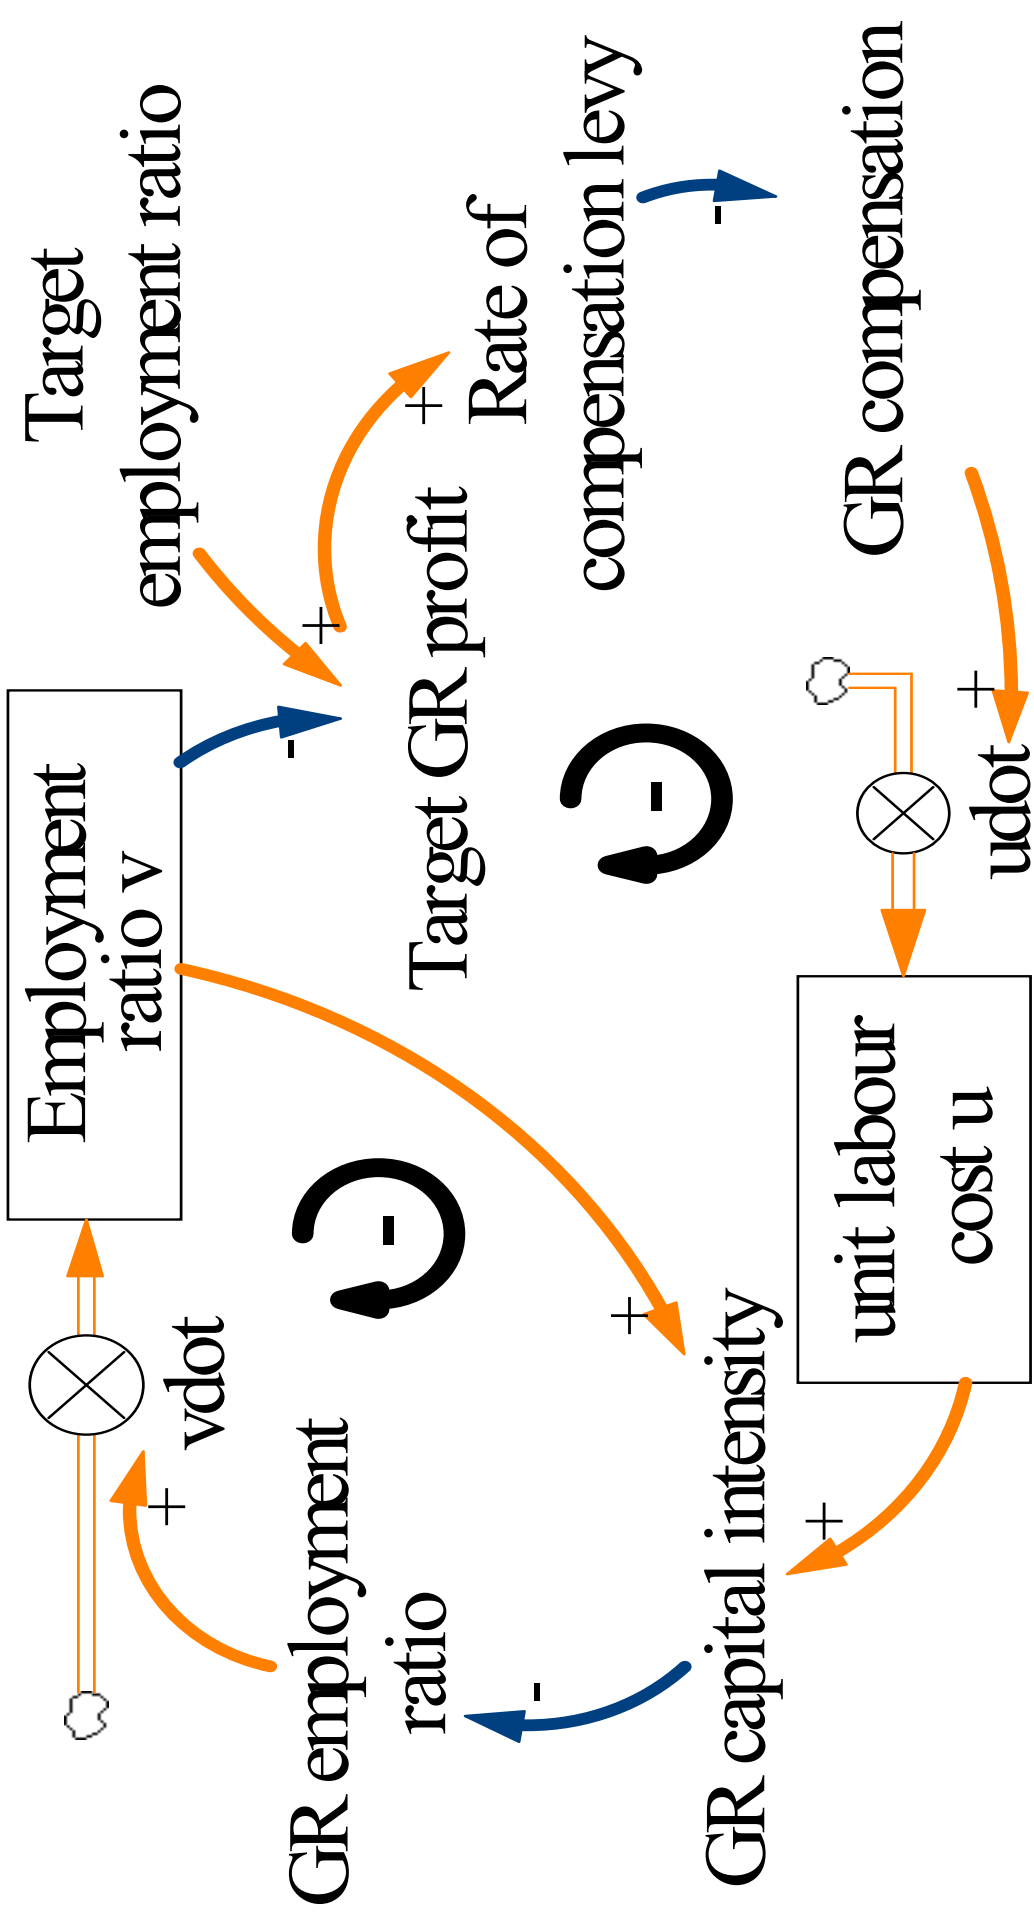 vdot
Employment
ratio v
Target
employment ratio
+
+
-
+
+
GR employment
ratio
-
Target GR profit
Rate of
compensation levy
-
-
-
+
GR capital intensity
+
-
unit labour
cost u
udot
+
GR compensation